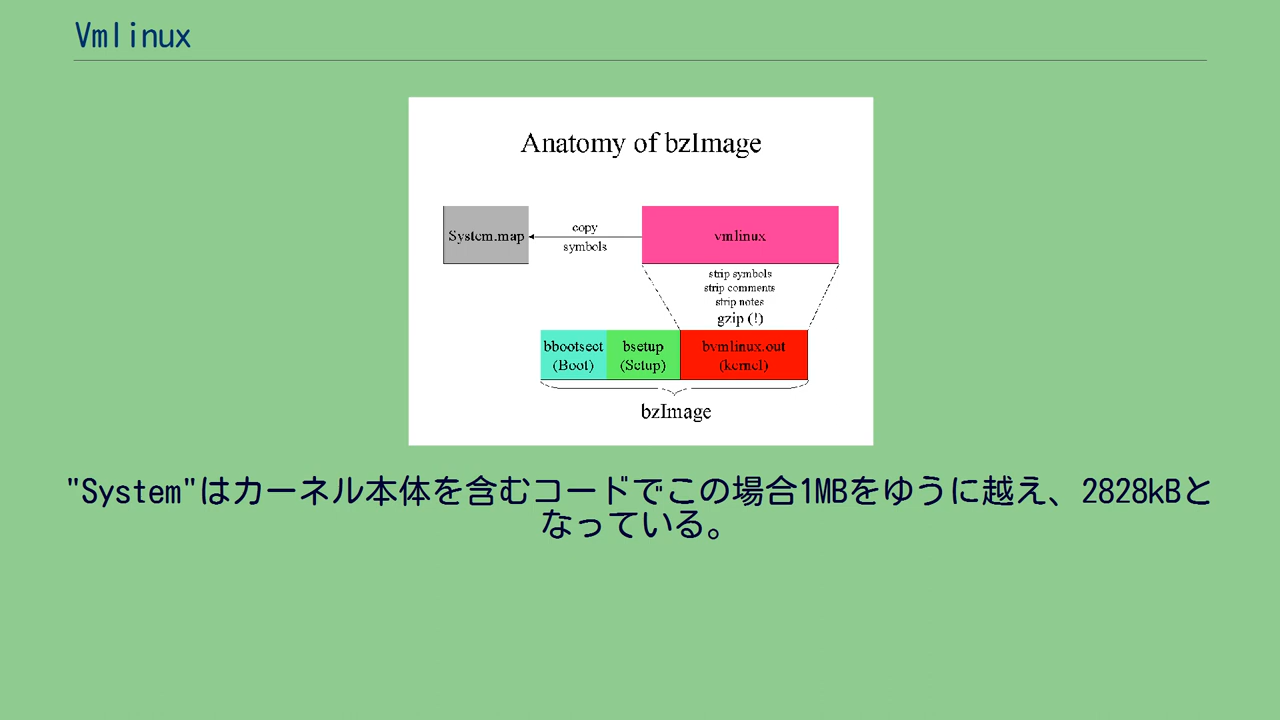 Vmlinux
Anatomy of bzImage
System.map
copy
symbols
vmlinux
strip symbols
strip comments
strip notes
gzip (!)
bbootsect
(Boot)
bsetup
(Setup)
bvmlinux.out
(kernel)
bzImage
"System"はカーネル本体を含むコードでこの場合1MBをゆうに越え、2828kBと
なっている。